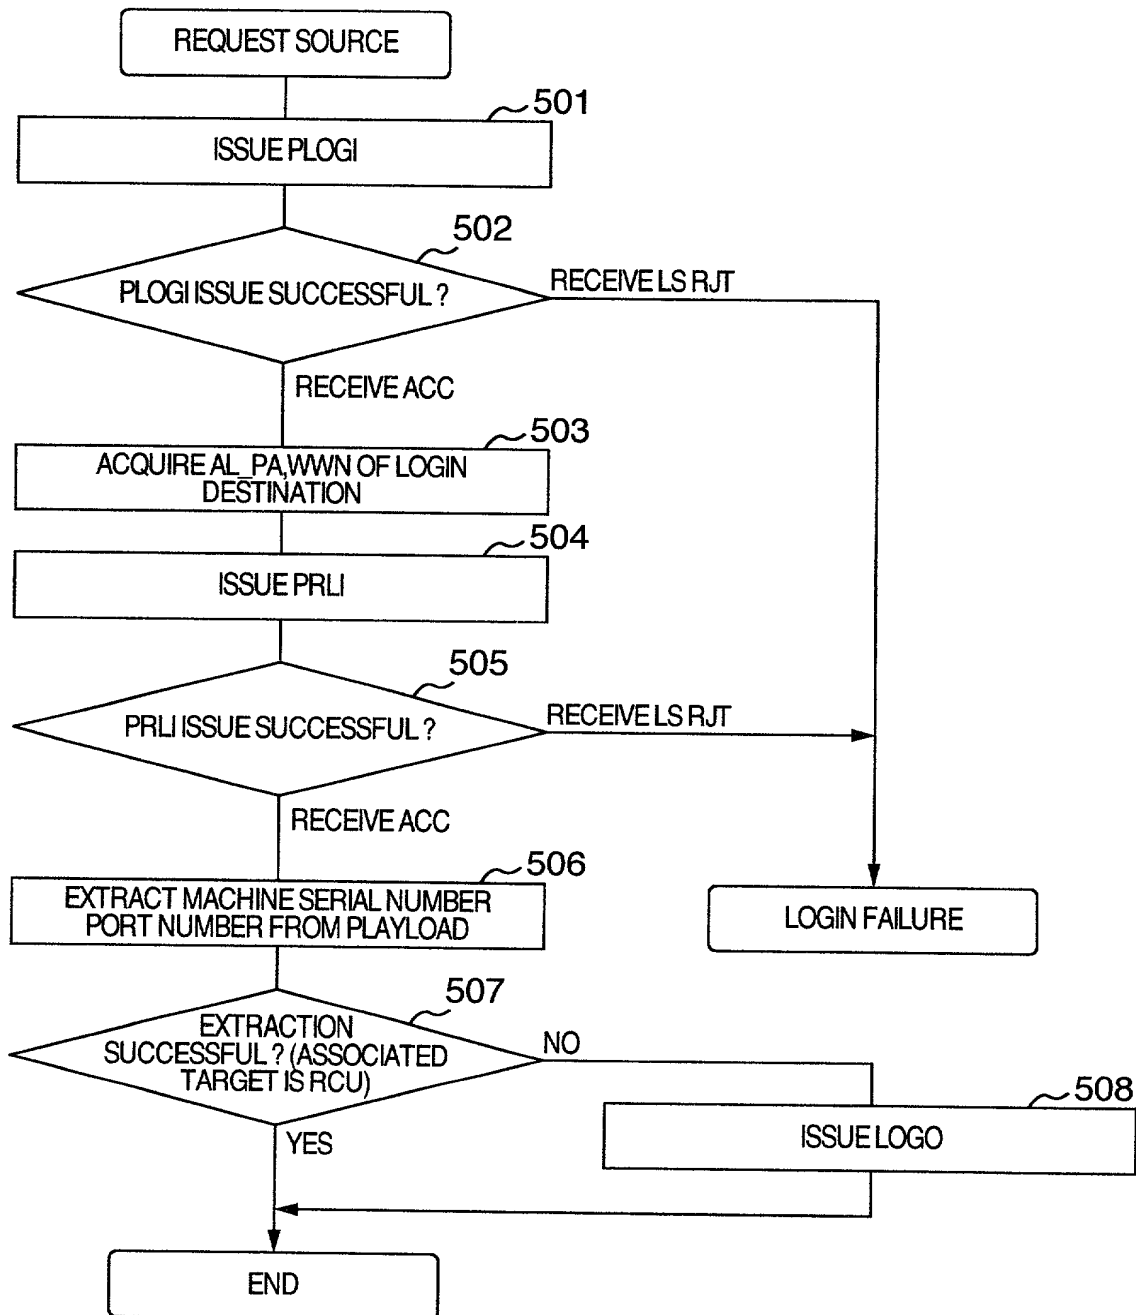 REQUEST SOURCE
501
ISSUE PLOGI
502
PLOGI ISSUE SUCCESSFUL ?
RECEIVE LS RJT
RECEIVE ACC
503
ACQUIRE AL_PA,WWN OF LOGIN
DESTINATION
504
ISSUE PRLI
505
PRLI ISSUE SUCCESSFUL ?
RECEIVE LS RJT
RECEIVE ACC
506
EXTRACT MACHINE SERIAL NUMBER
PORT NUMBER FROM PLAYLOAD
LOGIN FAILURE
507
EXTRACTION
SUCCESSFUL ? (ASSOCIATED
TARGET IS RCU)
NO
508
ISSUE LOGO
YES
END